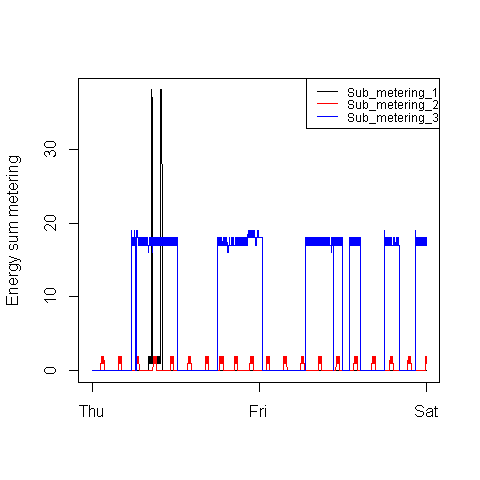 Sub_metering_1
Sub_metering_2
Sub_metering_3
Energy sum metering
30
20
10
0
Thu Fri Sat